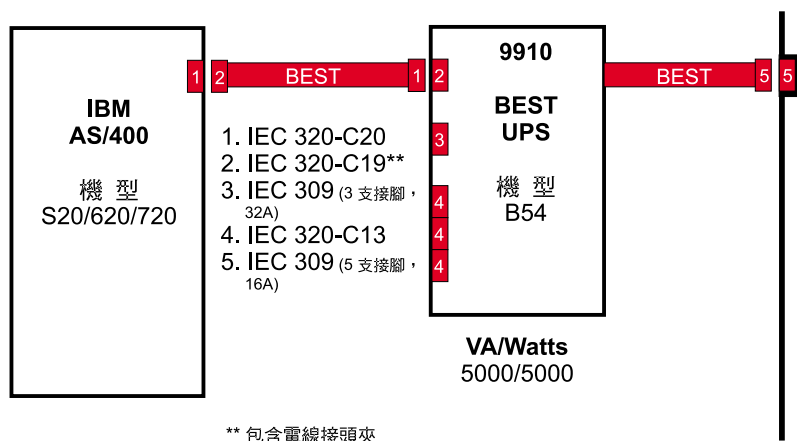 IBM
AS/400
機 型
S20/620/720
1
2
BEST
1
2
9910
BEST
UPS
機 型
B54
3
4
4
4
BEST
5
5
1. IEC 320-C20
2. IEC 320-C19**
3. IEC 309 (3 支接腳，
32A)
4. IEC 320-C13
5. IEC 309 (5 支接腳，
16A)
VA/Watts
5000/5000
** 包含電線接頭夾